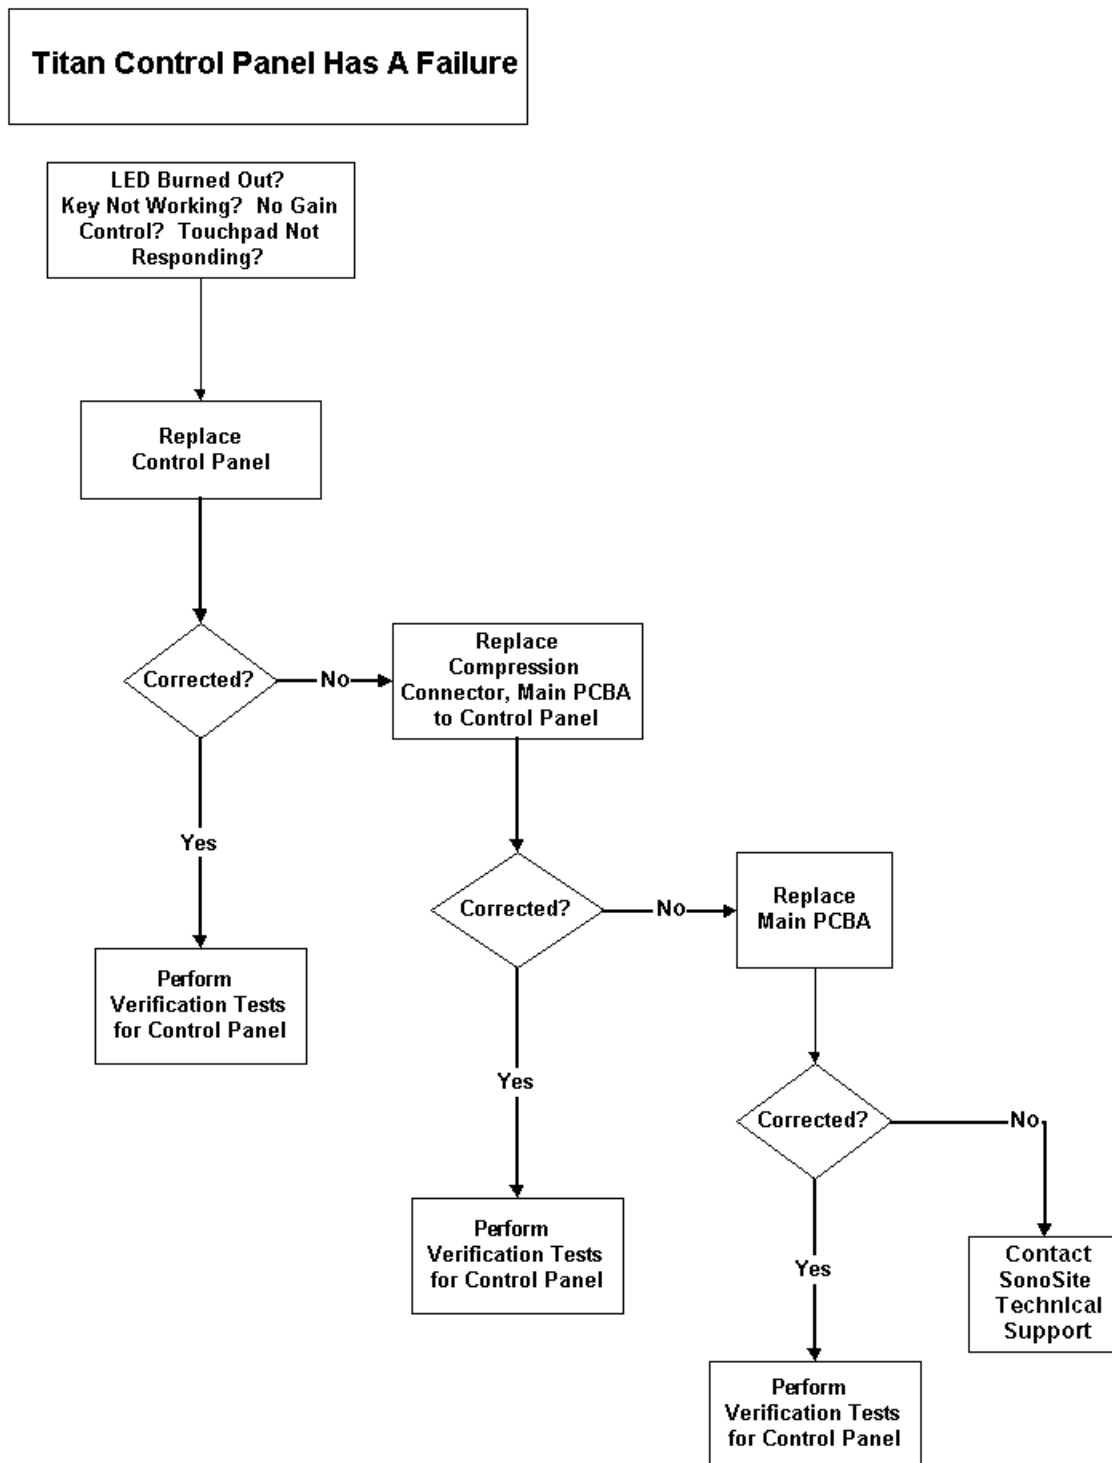 Titan Control Panel Has A Failure
LED Burned Out?
Key Not Working? No Gain
Control? Touchpad Not
Responding?
Replace
Control Panel
Corrected?
No
Replace
Compression
Connector, Main PCBA
to Control Panel
Yes
Corrected?
No
Replace
Main PCBA
Perform
Verification Tests
for Control Panel
Yes
Corrected?
No
Perform
Verification Tests
for Control Panel
Yes
Contact
SonoSite
Technical
Support
Perform
Verification Tests
for Control Panel